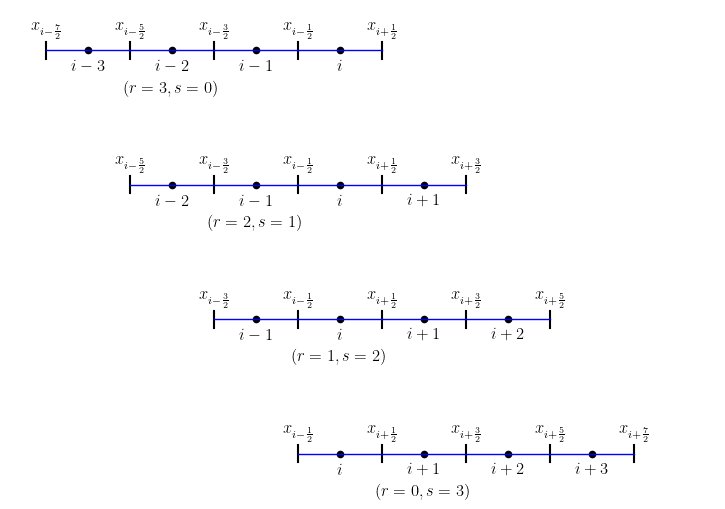 x_{i-\frac{7}{2}} x_{i-\frac{5}{2}} x_{i-\frac{3}{2}} x_{i-\frac{1}{2}} x_{i+\frac{1}{2}}
i − 3 i − 2 i − 1 i
(r = 3, s = 0)
x_{i-\frac{5}{2}} x_{i-\frac{3}{2}} x_{i-\frac{1}{2}} x_{i+\frac{1}{2}} x_{i+\frac{3}{2}}
i − 2 i − 1 i i + 1
(r = 2, s = 1)
x_{i-\frac{3}{2}} x_{i-\frac{1}{2}} x_{i+\frac{1}{2}} x_{i+\frac{3}{2}} x_{i+\frac{5}{2}}
i − 1 i i + 1 i + 2
(r = 1, s = 2)
x_{i-\frac{1}{2}} x_{i+\frac{1}{2}} x_{i+\frac{3}{2}} x_{i+\frac{5}{2}} x_{i+\frac{7}{2}}
i i + 1 i + 2 i + 3
(r = 0, s = 3)